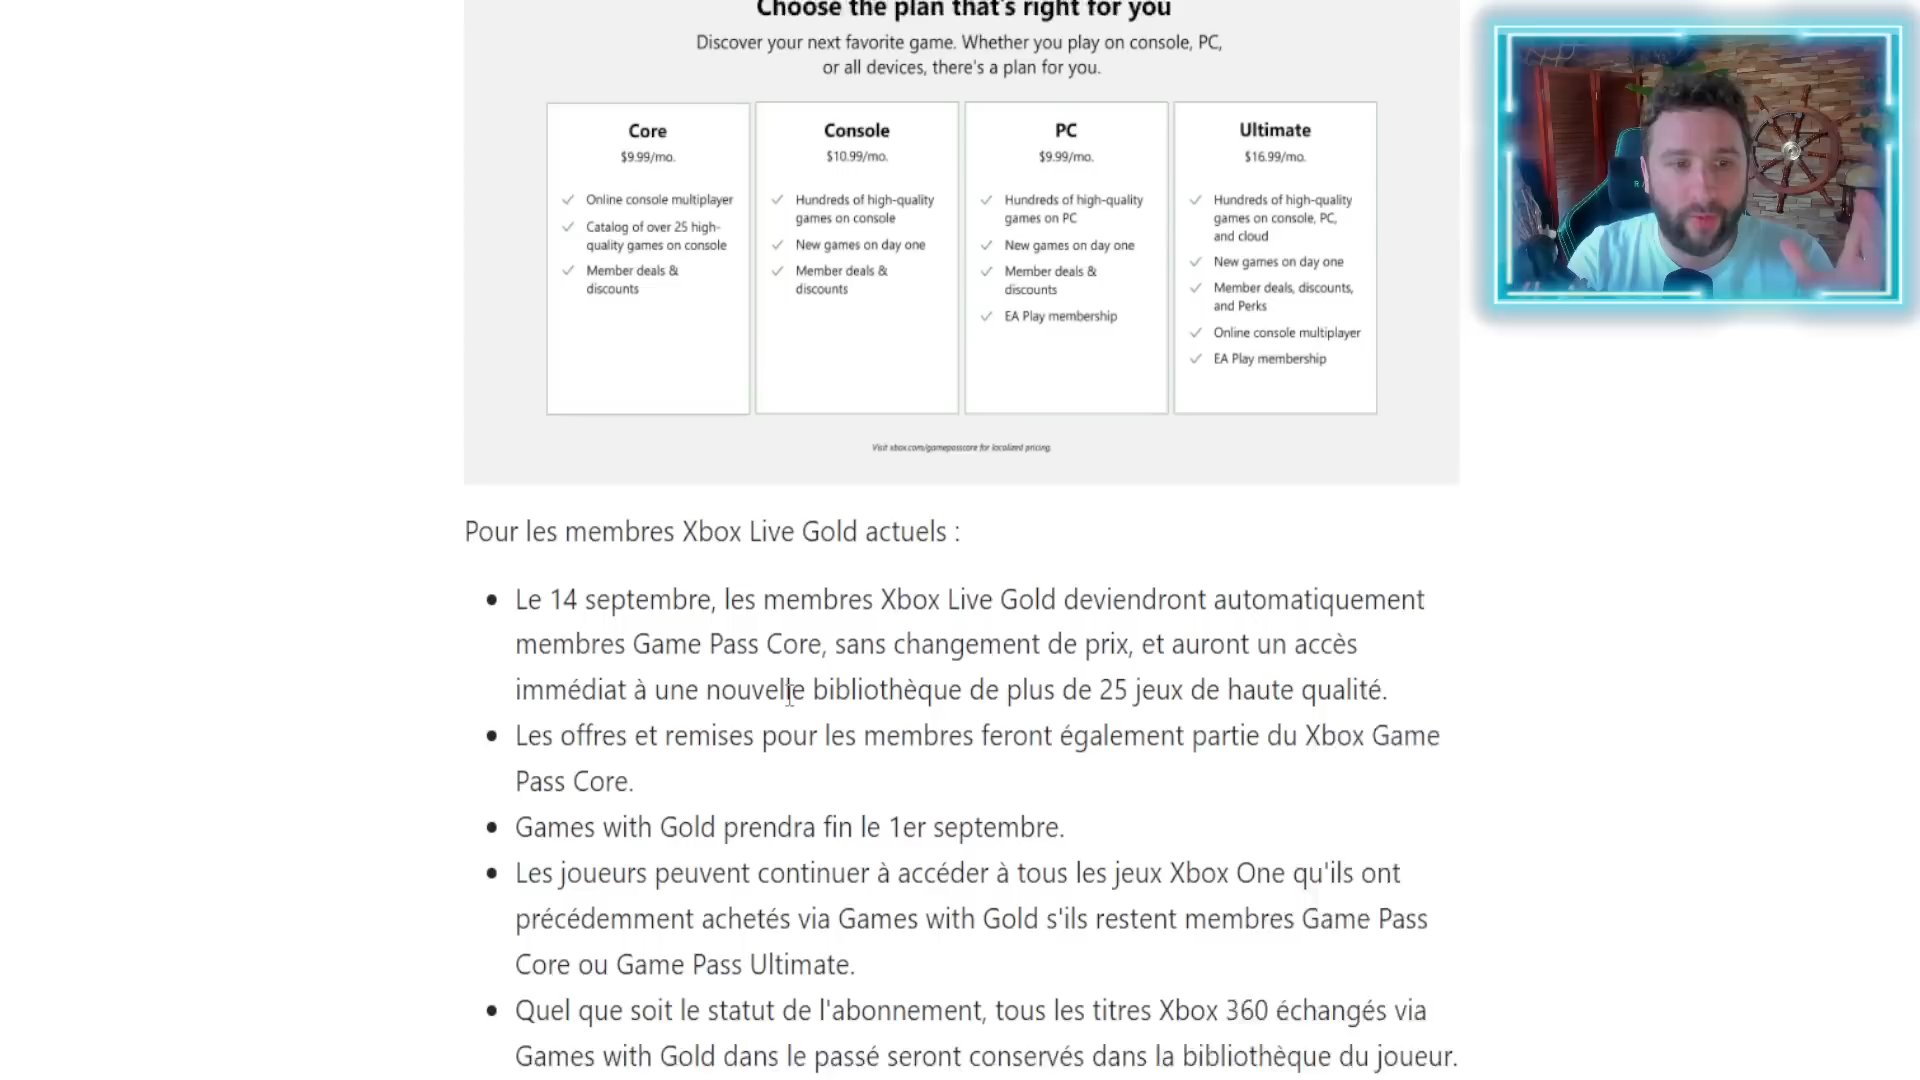 Choose the plan that's right for you
Discover your next favorite game. Whether you play on console, PC,
or all devices, there's a plan for you.
Core
$9.99/mo.
Online console multiplayer
Catalog of over 25 high-
quality games on console
Member deals &
discounts
Console
$10.99/mo.
Hundreds of high-quality
games on console
New games on day one
Member deals &
discounts
PC
$9.99/mo.
Hundreds of high-quality
games on PC
New games on day one
Member deals &
discounts
EA Play membership
Ultimate
$16.99/mo.
Hundreds of high-quality
games on console, PC,
and cloud
New games on day one
Member deals, discounts,
and Perks
Online console multiplayer
EA Play membership
Visit xbox.com/gamepasscore for localized pricing.
Pour les membres Xbox Live Gold actuels :
Le 14 septembre, les membres Xbox Live Gold deviendront automatiquement
membres Game Pass Core, sans changement de prix, et auront un accès
immédiat à une nouvelle bibliothèque de plus de 25 jeux de haute qualité.
Les offres et remises pour les membres feront également partie du Xbox Game
Pass Core.
Games with Gold prendra fin le 1er septembre.
Les joueurs peuvent continuer à accéder à tous les jeux Xbox One qu'ils ont
précédemment achetés via Games with Gold s'ils restent membres Game Pass
Core ou Game Pass Ultimate.
Quel que soit le statut de l'abonnement, tous les titres Xbox 360 échangés via
Games with Gold dans le passé seront conservés dans la bibliothèque du joueur.